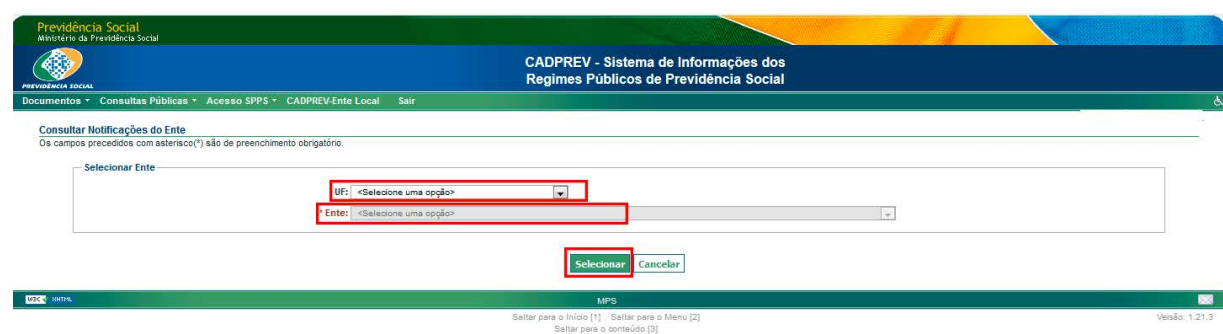 Previdência Social
Ministério da Previdência Social
PREVIDÊNCIA SOCIAL
CADPREV - Sistema de Informações dos
Regimes Públicos de Previdência Social
Documentos Consultas Públicas Acesso SPPS CADPREV-Ente Local Sair
Consultar Notificações do Ente
Os campos precedidos com asterisco(*) são de preenchimento obrigatório.
Selecionar Ente
UF: <Selecione uma opção>
* Ente: <Selecione uma opção>
Selecionar Cancelar
W3C XHTML MPS
Saltar para o Início [1] Saltar para o Menu [2] Versão: 1.21.3
Saltar para o conteúdo [3]